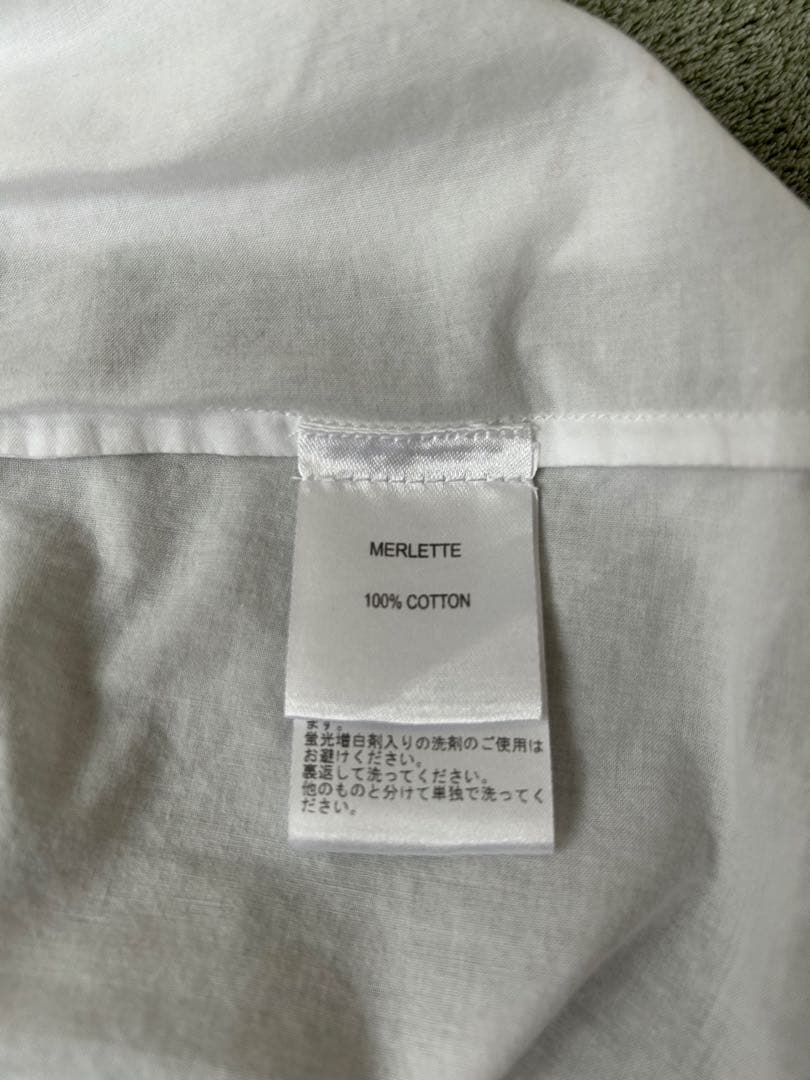 MERLETTE
100% COTTON
ます。
蛍光増白剤入りの洗剤のご使用は
お避けください。
裏返して洗ってください。
他のものと分けて単独で洗ってく
ださい。